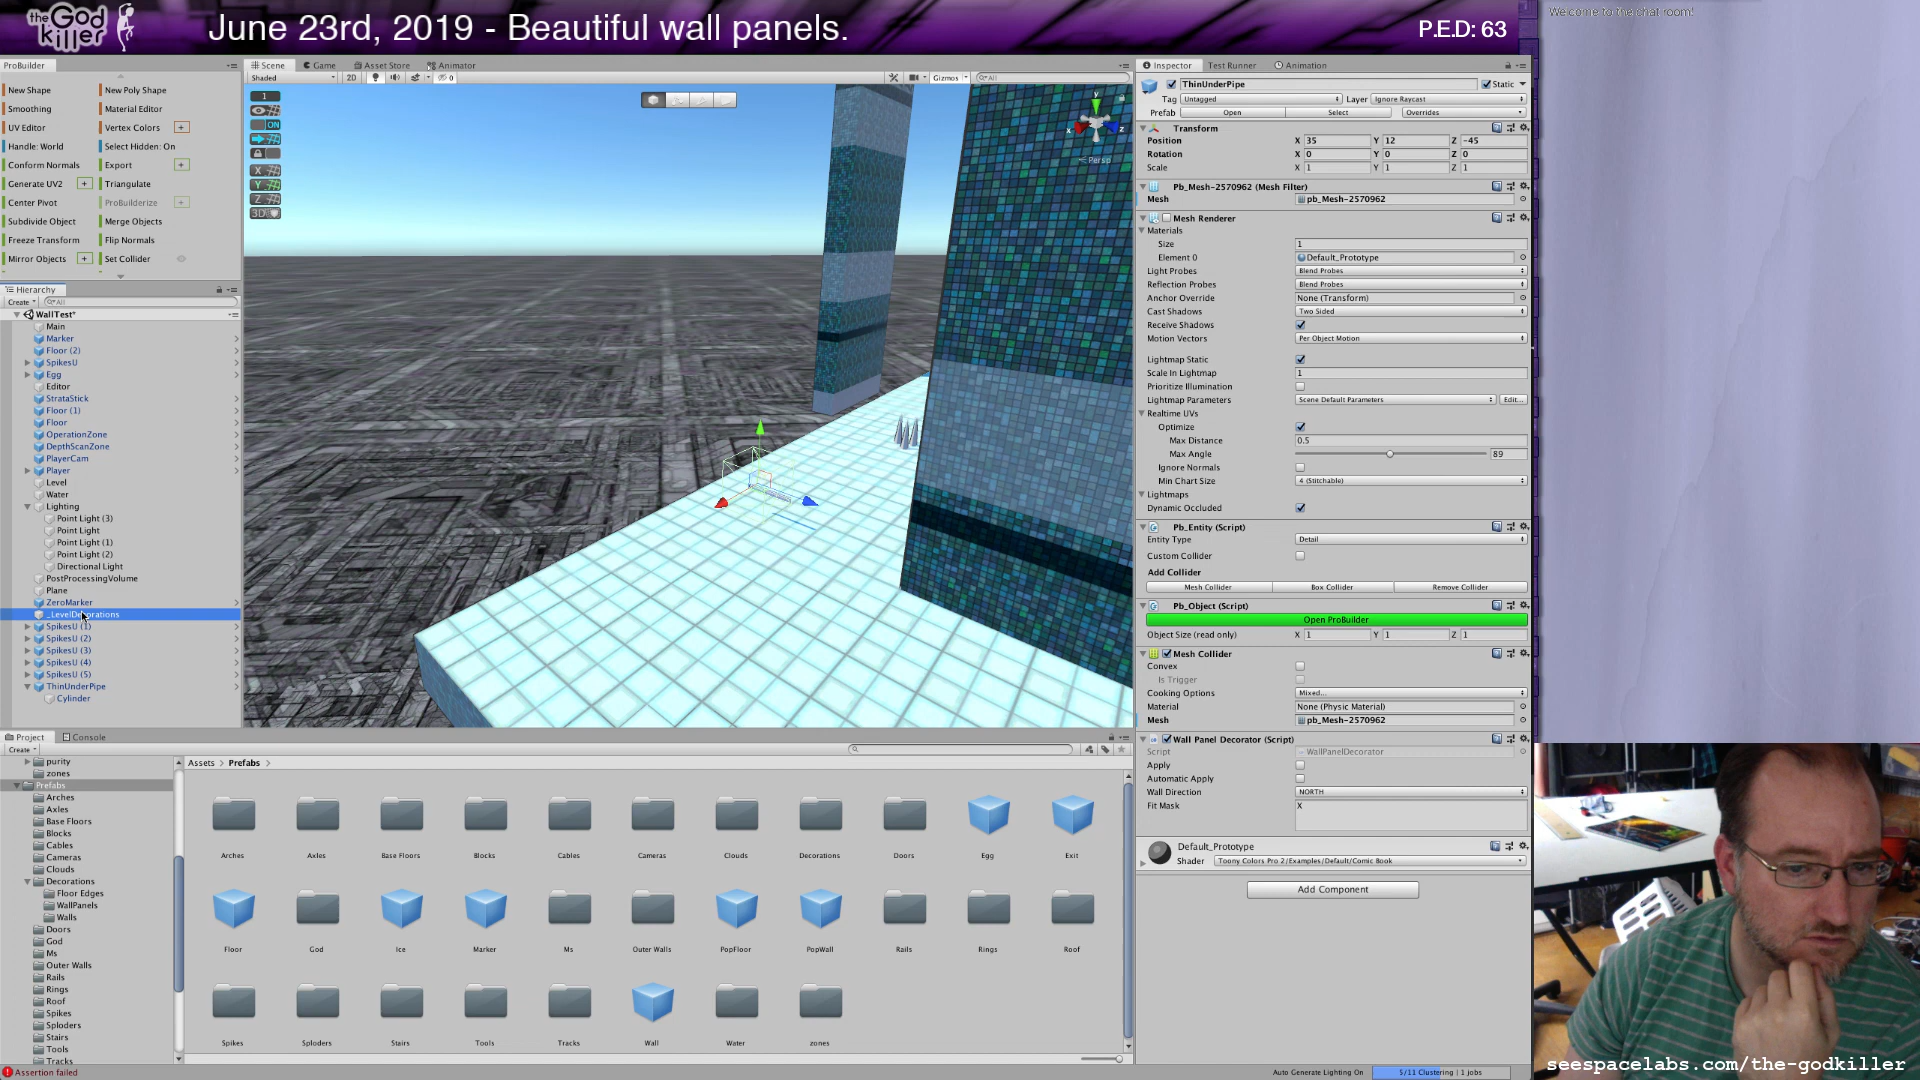 the God killer
June 23rd, 2019 - Beautiful wall panels.
P.E.D: 63
Welcome to the chat room!
ProBuilder
New Shape
New Poly Shape
Smoothing
Material Editor
UV Editor
Vertex Colors
Handle: World
Select Hidden: On
Conform Normals
Export
Generate UV2
Triangulate
Center Pivot
ProBuilderize
Subdivide Object
Merge Objects
Freeze Transform
Flip Normals
Mirror Objects
Set Collider
Scene
Game
Asset Store
Animator
Shaded
2D
Gizmos
All
1
ON
X
Y
Z
3D
y
x
z
Persp
Hierarchy
Create
All
WallTest*
Main
Marker
Floor (2)
SpikesU
Egg
Editor
StrataStick
Floor (1)
Floor
OperationZone
DepthScanZone
PlayerCam
Player
Level
Water
Lighting
Point Light (3)
Point Light
Point Light (1)
Point Light (2)
Directional Light
PostProcessingVolume
Plane
ZeroMarker
_LevelDecorations
SpikesU (1)
SpikesU (2)
SpikesU (3)
SpikesU (4)
SpikesU (5)
ThinUnderPipe
Cylinder
Project
Console
Create
purity
zones
Prefabs
Arches
Axles
Base Floors
Blocks
Cables
Cameras
Clouds
Decorations
Floor Edges
WallPanels
Walls
Doors
God
Ms
Outer Walls
Rails
Rings
Roof
Spikes
Sploders
Stairs
Tools
Tracks
Assets > Prefabs >
Arches
Axles
Base Floors
Blocks
Cables
Cameras
Clouds
Decorations
Doors
Egg
Exit
Floor
God
Ice
Marker
Ms
Outer Walls
PopFloor
PopWall
Rails
Rings
Roof
Spikes
Sploders
Stairs
Tools
Tracks
Wall
Water
zones
Assertion failed
Auto Generate Lighting On
5/11 Clustering | 1 jobs
Inspector
Test Runner
Animation
ThinUnderPipe
Static
Tag Untagged
Layer Ignore Raycast
Prefab Open Select Overrides
Transform
Position X 35 Y 12 Z -45
Rotation X 0 Y 0 Z 0
Scale X 1 Y 1 Z 1
Pb_Mesh-2570962 (Mesh Filter)
Mesh pb_Mesh-2570962
Mesh Renderer
Materials
Size 1
Element 0 Default_Prototype
Light Probes Blend Probes
Reflection Probes Blend Probes
Anchor Override None (Transform)
Cast Shadows Two Sided
Receive Shadows
Motion Vectors Per Object Motion
Lightmap Static
Scale In Lightmap 1
Prioritize Illumination
Lightmap Parameters Scene Default Parameters Edit...
Realtime UVs
Optimize
Max Distance 0.5
Max Angle 89
Ignore Normals
Min Chart Size 4 (Stitchable)
Lightmaps
Dynamic Occluded
Pb_Entity (Script)
Entity Type Detail
Custom Collider
Add Collider
Mesh Collider Box Collider Remove Collider
Pb_Object (Script)
Open ProBuilder
Object Size (read only) X 1 Y 1 Z 1
Mesh Collider
Convex
Is Trigger
Cooking Options Mixed...
Material None (Physic Material)
Mesh pb_Mesh-2570962
Wall Panel Decorator (Script)
Script WallPanelDecorator
Apply
Automatic Apply
Wall Direction NORTH
Fit Mask X
Default_Prototype
Shader Toony Colors Pro 2/Examples/Default/Comic Book
Add Component
seespacelabs.com/the-godkiller